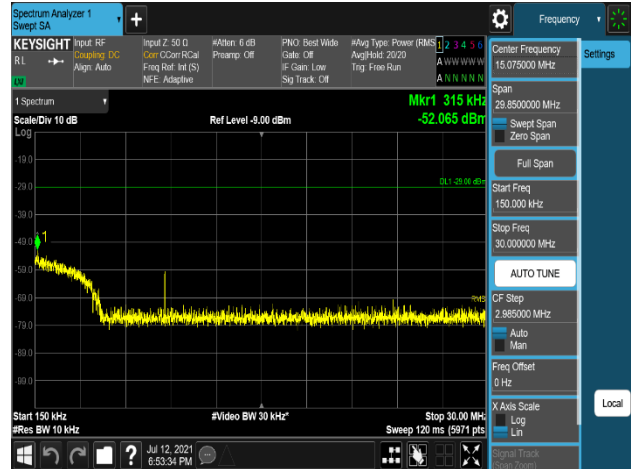 Spectrum Analyzer 1
Swept SA
Frequency
KEYSIGHT
RL
Input: RF
Coupling: DC
Align: Auto
Input Z: 50 Ω
Corr CCorr RCal
Freq Ref: Int (S)
NFE: Adaptive
#Atten: 6 dB
Preamp: Off
PNO: Best Wide
Gate: Off
IF Gain: Low
Sig Track: Off
#Avg Type: Power (RMS
Avg|Hold: 20/20
Trig: Free Run
1 2 3 4 5 6
A W W W W W
A N N N N N
1 Spectrum
Scale/Div 10 dB
Log
Ref Level -9.00 dBm
Mkr1 315 kHz
-52.065 dBm
-19.0
-29.0
-39.0
-49.0
-59.0
-69.0
-79.0
-89.0
-99.0
DL1 -29.00 dBm
1
RMS
Start 150 kHz
#Res BW 10 kHz
#Video BW 30 kHz*
Stop 30.00 MHz
Sweep 120 ms (5971 pts
Jul 12, 2021
6:53:34 PM
Center Frequency
15.075000 MHz
Span
29.8500000 MHz
Swept Span
Zero Span
Full Span
Start Freq
150.000 kHz
Stop Freq
30.000000 MHz
AUTO TUNE
CF Step
2.985000 MHz
Auto
Man
Freq Offset
0 Hz
X Axis Scale
Log
Lin
Signal Track
(Span Zoom)
Settings
Local